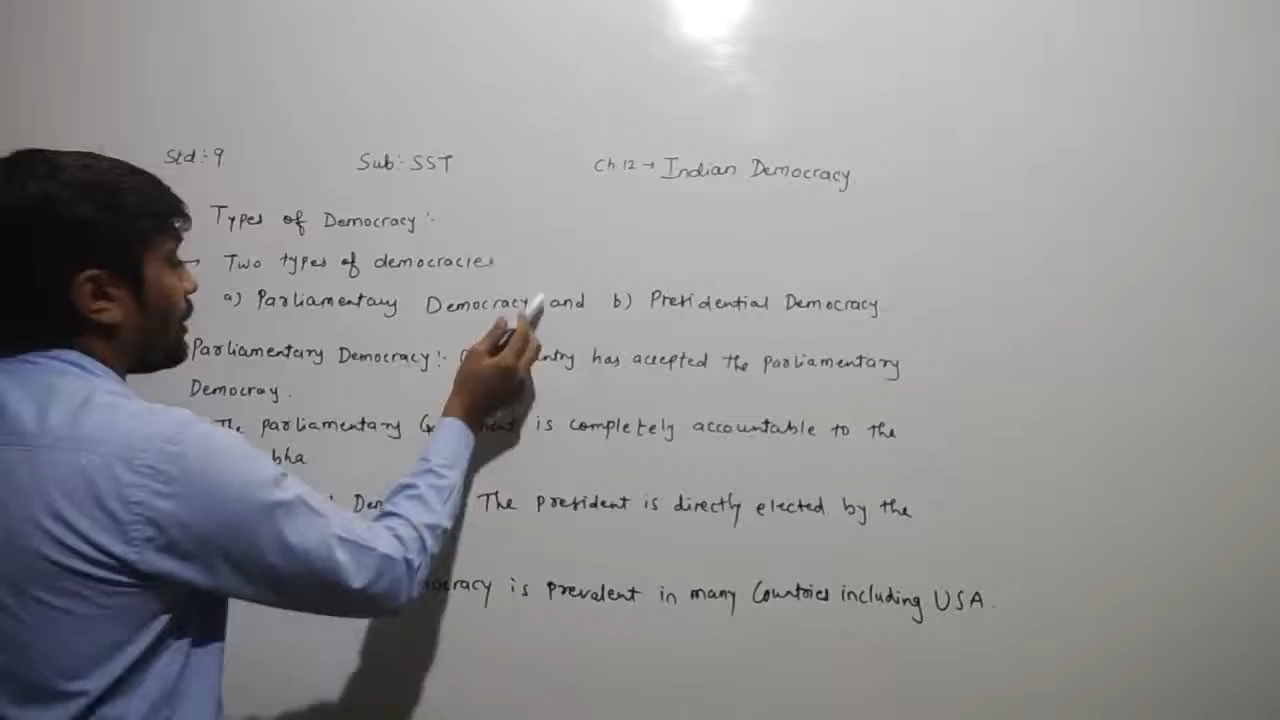 Std:- 9 Sub:- SST Ch.12 → Indian Democracy
Types of Democracy :-
→ Two types of democracies
a) Parliamentary Democracy and b) Presidential Democracy
Parliamentary Democracy :- has accepted the parliamentary
Democray.
The parliamentary is completely accountable to the
The president is directly elected by the
is prevalent in many Countries including USA.